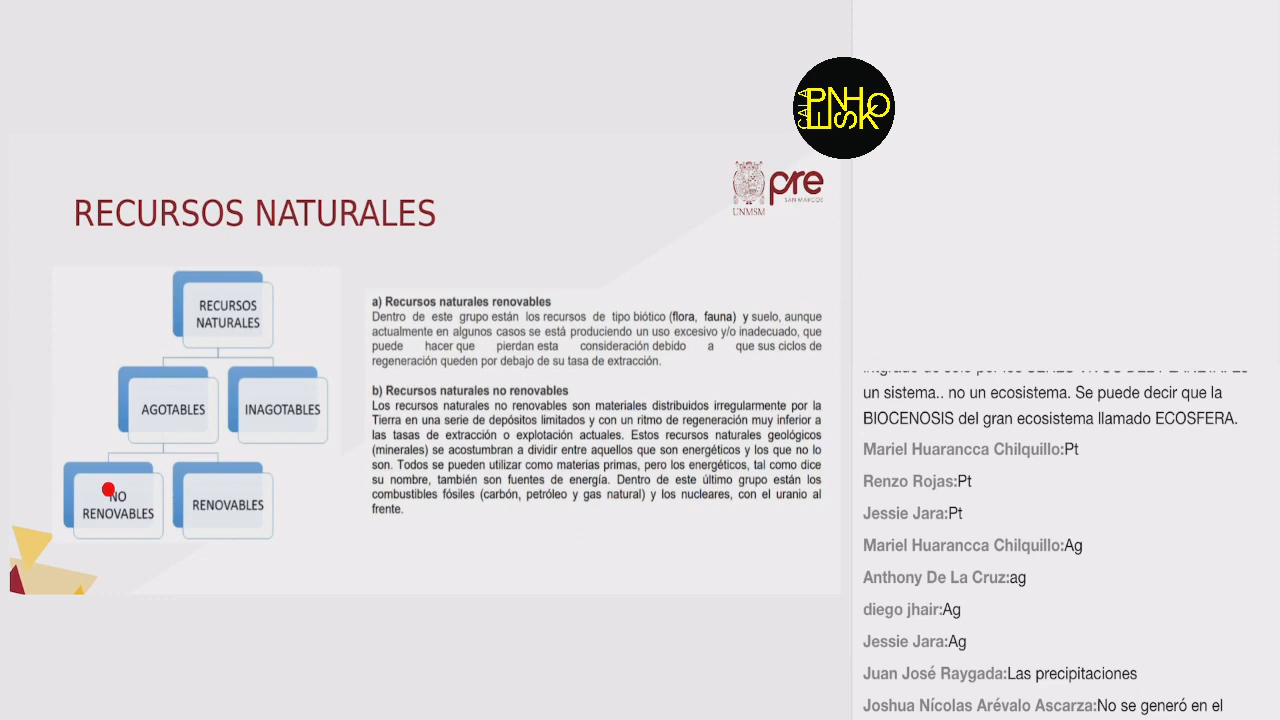 CALA
PENHO
ESK
pre
SAN MARCOS
UNMSM
RECURSOS NATURALES
RECURSOS
NATURALES
AGOTABLES
INAGOTABLES
NO
RENOVABLES
RENOVABLES
a) Recursos naturales renovables
Dentro de este grupo están los recursos de tipo biótico (flora, fauna) y suelo, aunque
actualmente en algunos casos se está produciendo un uso excesivo y/o inadecuado, que
puede hacer que pierdan esta consideración debido a que sus ciclos de
regeneración queden por debajo de su tasa de extracción.
b) Recursos naturales no renovables
Los recursos naturales no renovables son materiales distribuidos irregularmente por la
Tierra en una serie de depósitos limitados y con un ritmo de regeneración muy inferior a
las tasas de extracción o explotación actuales. Estos recursos naturales geológicos
(minerales) se acostumbran a dividir entre aquellos que son energéticos y los que no lo
son. Todos se pueden utilizar como materias primas, pero los energéticos, tal como dice
su nombre, también son fuentes de energía. Dentro de este último grupo están los
combustibles fósiles (carbón, petróleo y gas natural) y los nucleares, con el uranio al
frente.
un sistema.. no un ecosistema. Se puede decir que la
BIOCENOSIS del gran ecosistema llamado ECOSFERA.
Mariel Huarancca Chilquillo:Pt
Renzo Rojas:Pt
Jessie Jara:Pt
Mariel Huarancca Chilquillo:Ag
Anthony De La Cruz:ag
diego jhair:Ag
Jessie Jara:Ag
Juan José Raygada:Las precipitaciones
Joshua Nícolas Arévalo Ascarza:No se generó en el